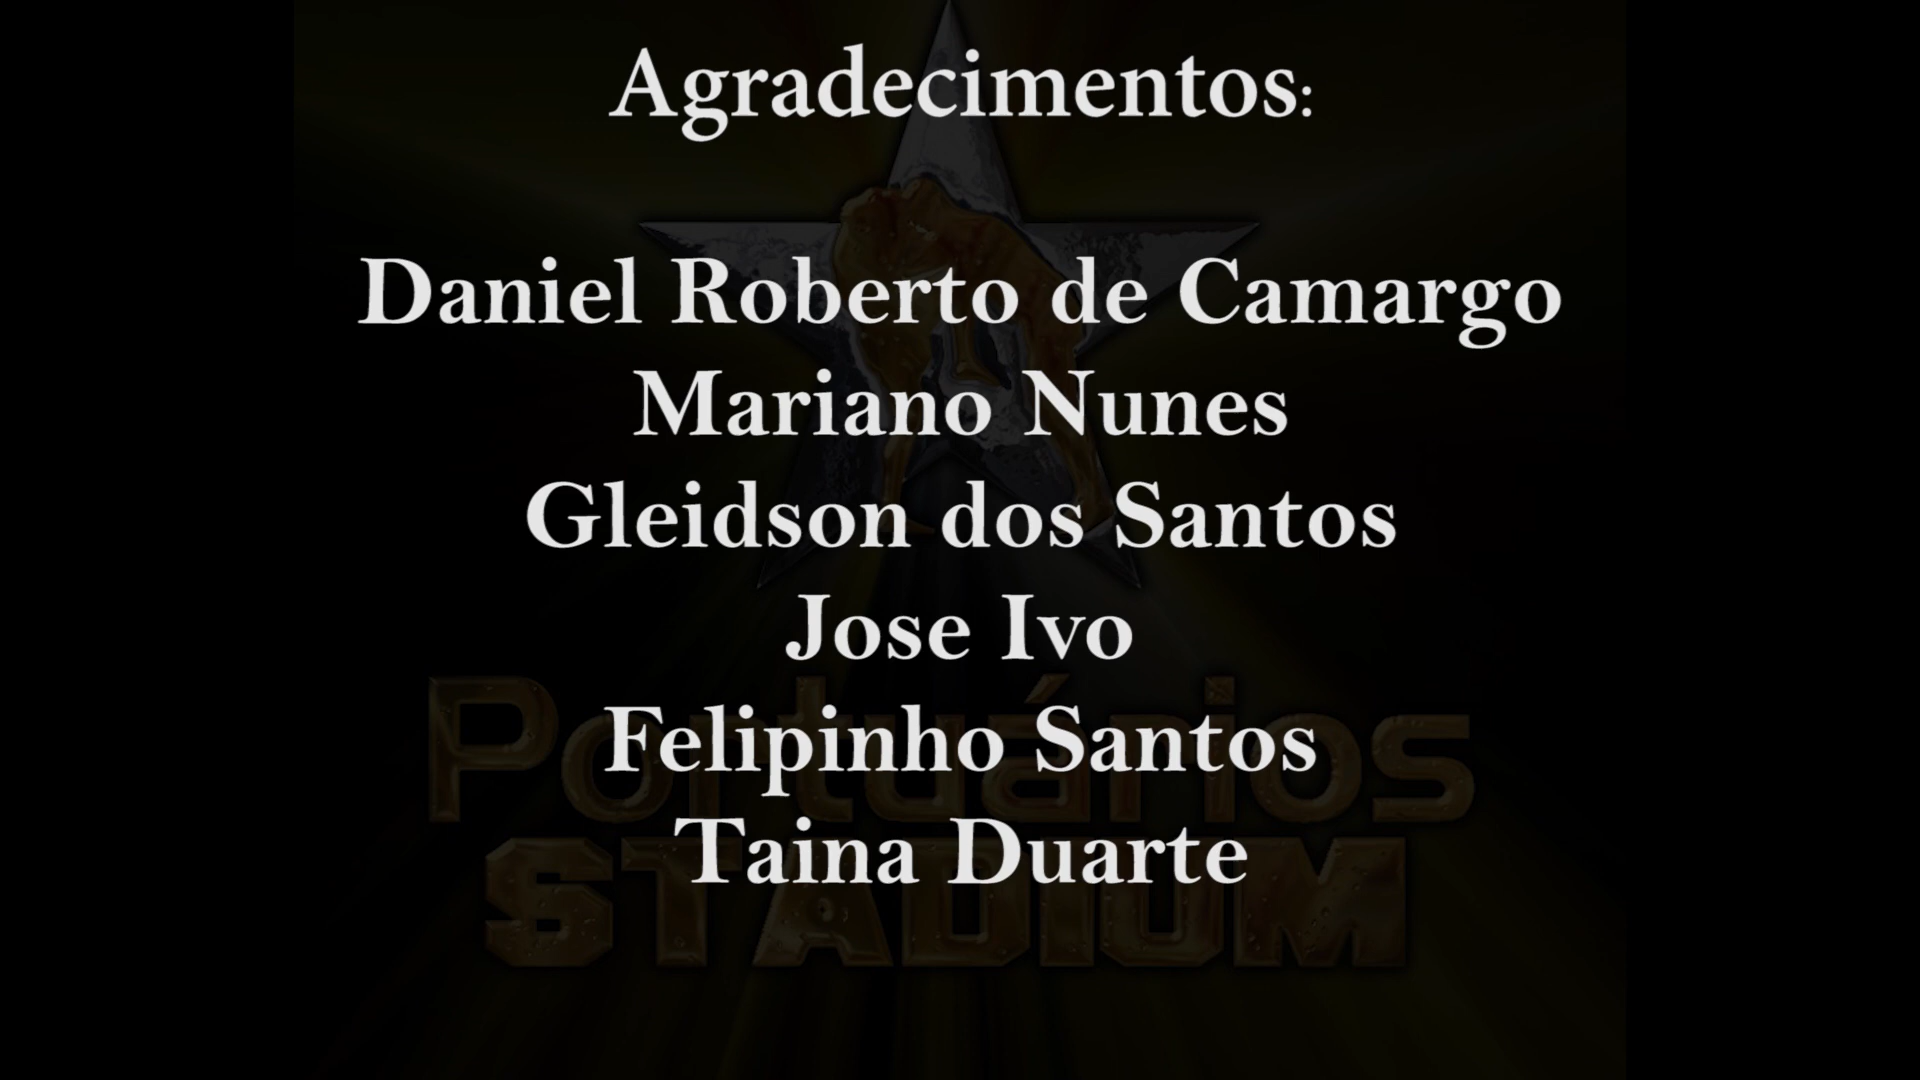 Agradecimentos:
Daniel Roberto de Camargo
Mariano Nunes
Gleidson dos Santos
Jose Ivo
Felipinho Santos
Taina Duarte
Portuários
STADIUM